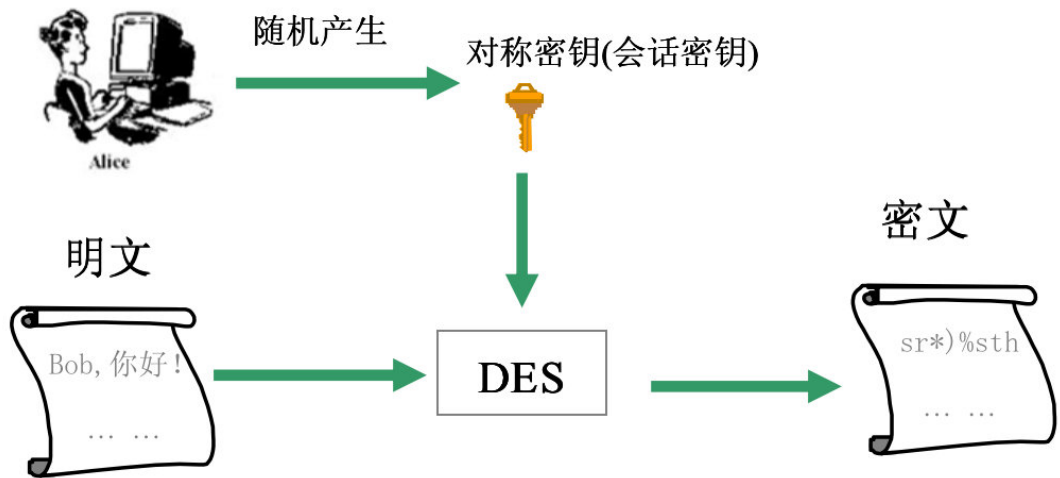 随机产生
对称密钥(会话密钥)
Alice
明文
密文
Bob,你好!
... ...
DES
sr*)%sth
... ...